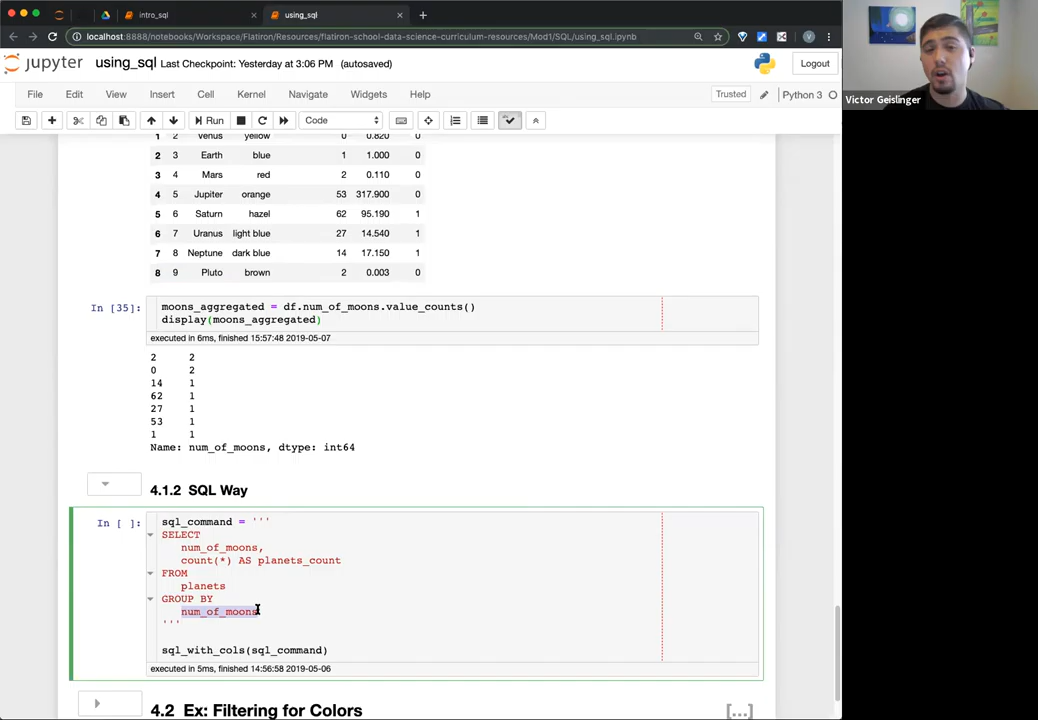 intro_sql
using_sql
localhost:8888/notebooks/Workspace/Flatiron/Resources/flatiron-school-data-science-curriculum-resources/Mod1/SQL/using_sql.ipynb
V
jupyter using_sql Last Checkpoint: Yesterday at 3:06 PM (autosaved)
Logout
File Edit View Insert Cell Kernel Navigate Widgets Help
Trusted Python 3
Run Code
Victor Geislinger
1 2 Venus yellow 0 0.820 0
2 3 Earth blue 1 1.000 0
3 4 Mars red 2 0.110 0
4 5 Jupiter orange 53 317.900 0
5 6 Saturn hazel 62 95.190 1
6 7 Uranus light blue 27 14.540 1
7 8 Neptune dark blue 14 17.150 1
8 9 Pluto brown 2 0.003 0
In [35]: moons_aggregated = df.num_of_moons.value_counts()
display(moons_aggregated)
executed in 6ms, finished 15:57:48 2019-05-07
2 2
0 2
14 1
62 1
27 1
53 1
1 1
Name: num_of_moons, dtype: int64
4.1.2 SQL Way
In [ ]: sql_command = '''
SELECT
num_of_moons,
count(*) AS planets_count
FROM
planets
GROUP BY
num_of_moons
'''
sql_with_cols(sql_command)
executed in 5ms, finished 14:56:58 2019-05-06
4.2 Ex: Filtering for Colors
[...]